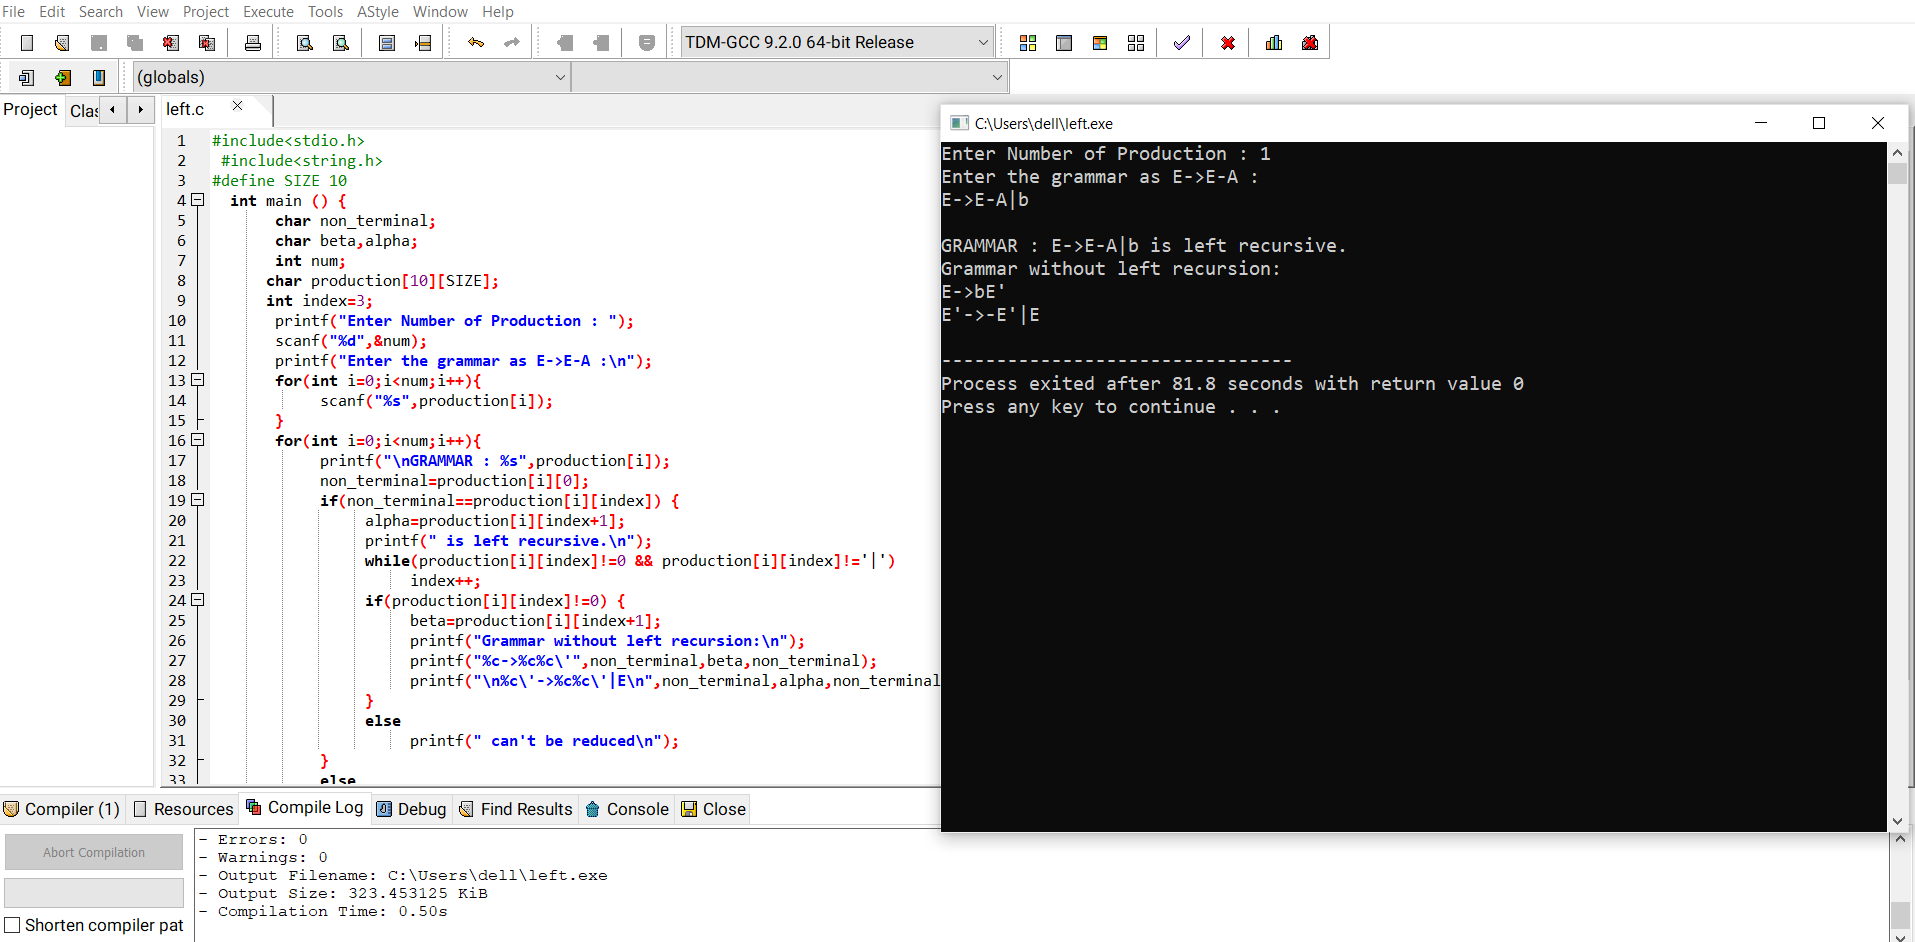 File Edit Search View Project Execute Tools AStyle Window Help
TDM-GCC 9.2.0 64-bit Release
(globals)
Project Clas left.c
1 #include<stdio.h>
2 #include<string.h>
3 #define SIZE 10
4 int main () {
5 char non_terminal;
6 char beta,alpha;
7 int num;
8 char production[10][SIZE];
9 int index=3;
10 printf("Enter Number of Production : ");
11 scanf("%d",&num);
12 printf("Enter the grammar as E->E-A :\n");
13 for(int i=0;i<num;i++){
14 scanf("%s",production[i]);
15 }
16 for(int i=0;i<num;i++){
17 printf("\nGRAMMAR : %s",production[i]);
18 non_terminal=production[i][0];
19 if(non_terminal==production[i][index]) {
20 alpha=production[i][index+1];
21 printf(" is left recursive.\n");
22 while(production[i][index]!=0 && production[i][index]!='|')
23 index++;
24 if(production[i][index]!=0) {
25 beta=production[i][index+1];
26 printf("Grammar without left recursion:\n");
27 printf("%c->%c%c\'",non_terminal,beta,non_terminal);
28 printf("\n%c\'->%c%c\'|E\n",non_terminal,alpha,non_terminal
29 }
30 else
31 printf(" can't be reduced\n");
32 }
33 else
C:\Users\dell\left.exe
Enter Number of Production : 1
Enter the grammar as E->E-A :
E->E-A|b
GRAMMAR : E->E-A|b is left recursive.
Grammar without left recursion:
E->bE'
E'->-E'|E
--------------------------------
Process exited after 81.8 seconds with return value 0
Press any key to continue . . .
Compiler (1) Resources Compile Log Debug Find Results Console Close
Abort Compilation
Shorten compiler pat
- Errors: 0
- Warnings: 0
- Output Filename: C:\Users\dell\left.exe
- Output Size: 323.453125 KiB
- Compilation Time: 0.50s